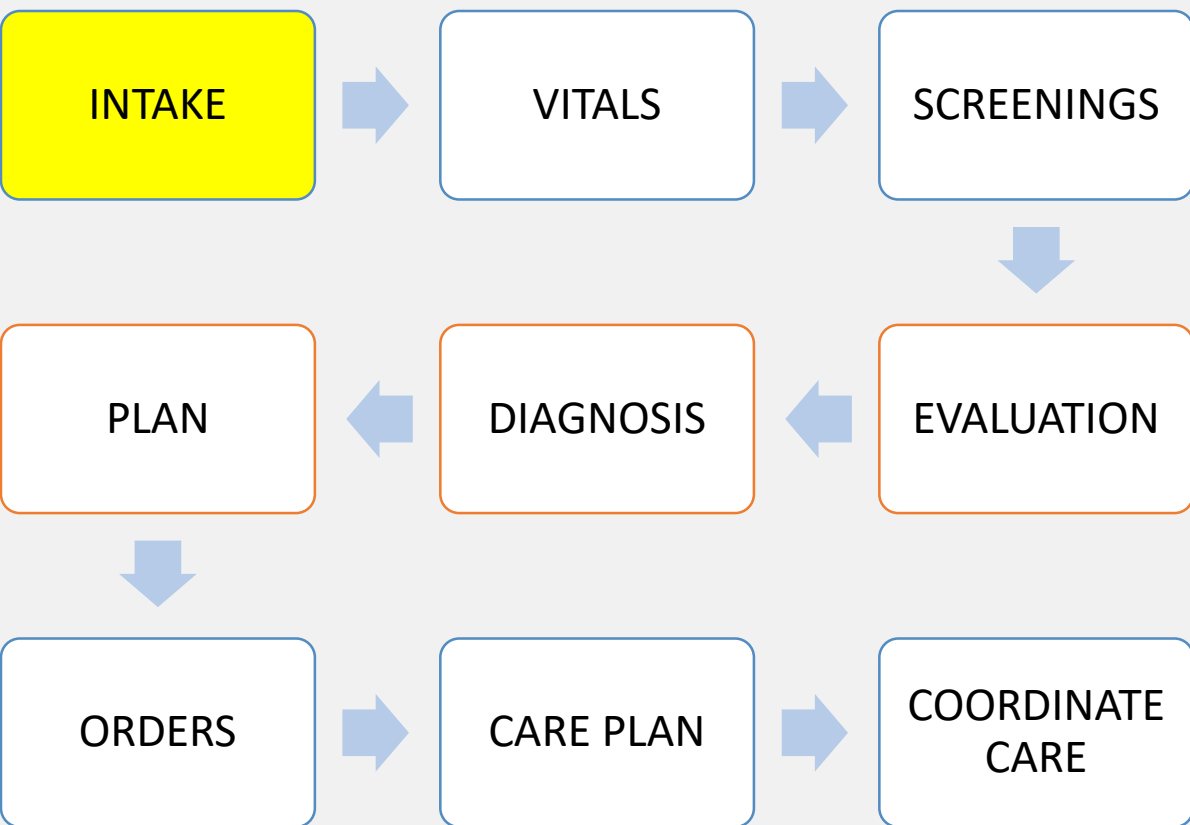 INTAKE
VITALS
SCREENINGS
EVALUATION
DIAGNOSIS
PLAN
ORDERS
CARE PLAN
COORDINATE
CARE